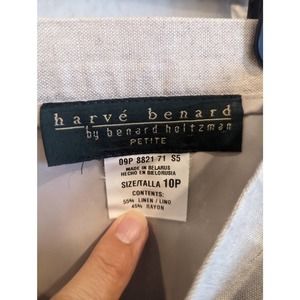 harvé benard
by benard holtzman
PETITE
09P 8821 71 S5
MADE IN BELARUS
HECHO EN BIELORUSIA
SIZE/TALLA 10P
CONTENTS:
55% LINEN / LINO
45% RAYON